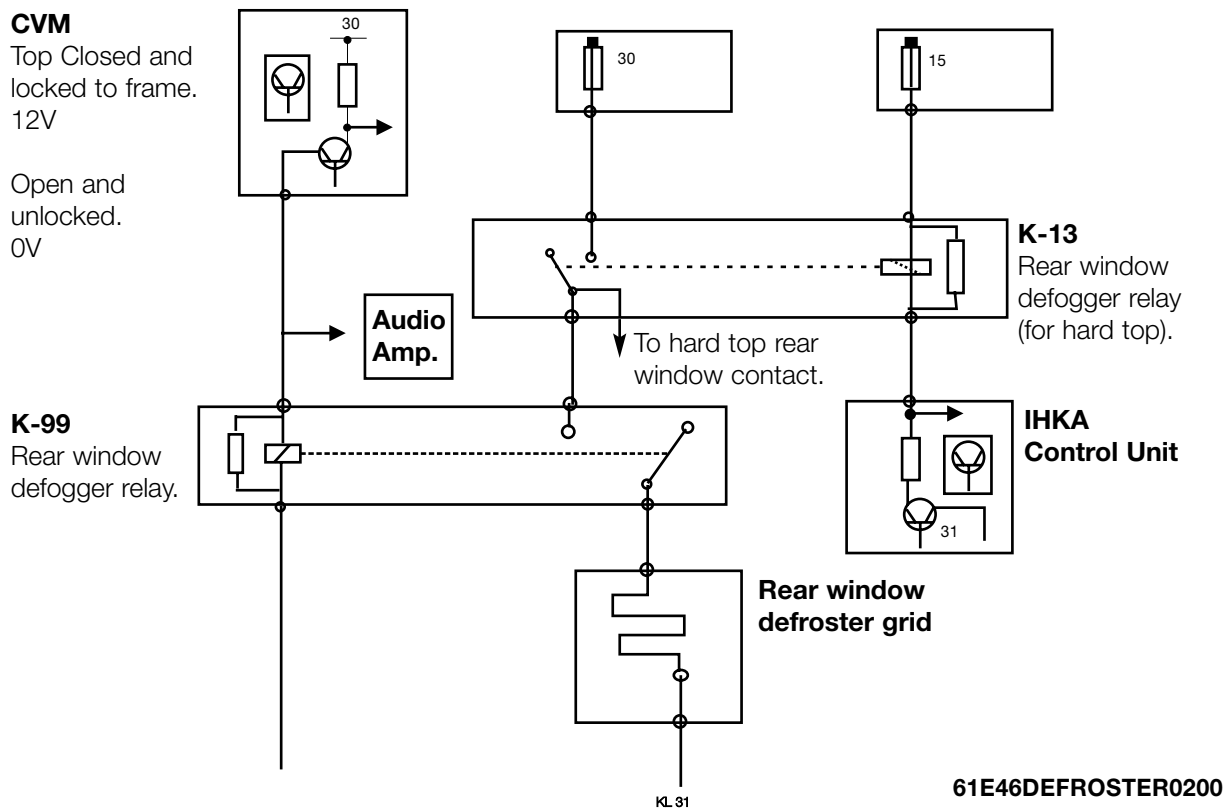 CVM
Top Closed and
locked to frame.
12V
Open and
unlocked.
0V
30
30
15
K-13
Rear window
defogger relay
(for hard top).
Audio
Amp.
To hard top rear
window contact.
K-99
Rear window
defogger relay.
IHKA
Control Unit
31
Rear window
defroster grid
KL 31
61E46DEFROSTER0200